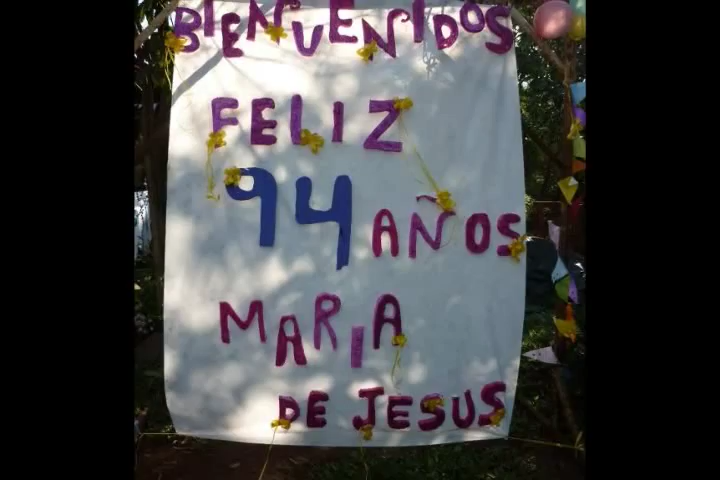 BIENVENIDOS
FELIZ
94 AÑOS
MARIA
DE JESUS